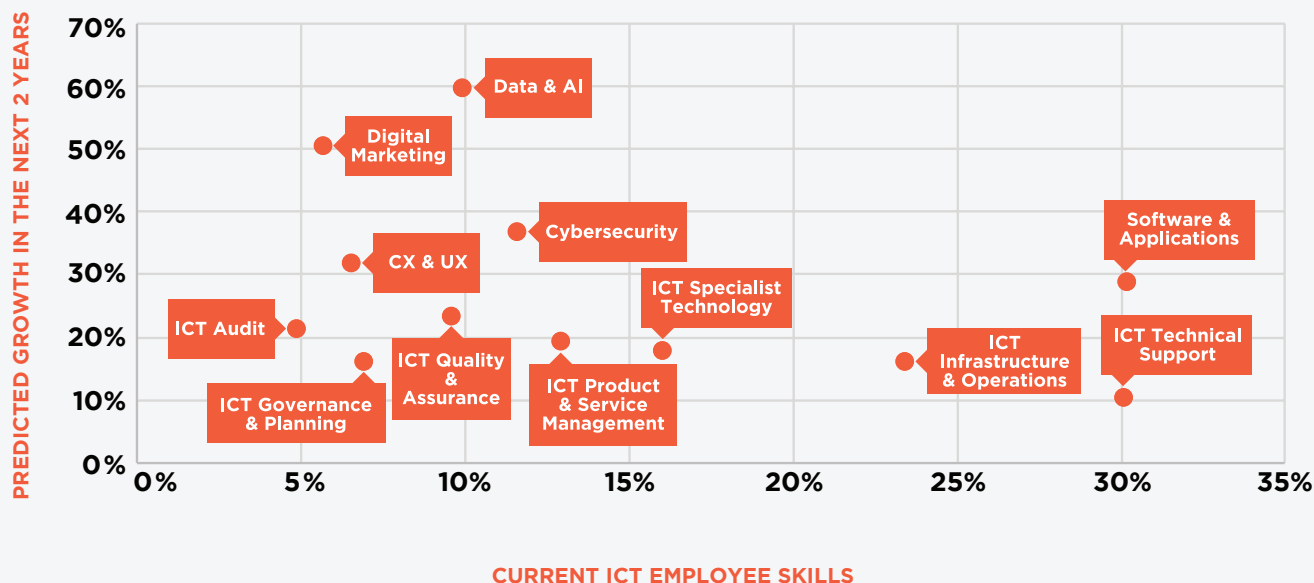 PREDICTED GROWTH IN THE NEXT 2 YEARS
70%
60%
50%
40%
30%
20%
10%
0%
Data & AI
Digital
Marketing
Cybersecurity
CX & UX
Software &
Applications
ICT Specialist
Technology
ICT Audit
ICT Technical
Support
ICT
Infrastructure
& Operations
ICT Quality
&
Assurance
ICT Product
& Service
Management
ICT Governance
& Planning
0%
5%
10%
15%
20%
25%
30%
35%
CURRENT ICT EMPLOYEE SKILLS